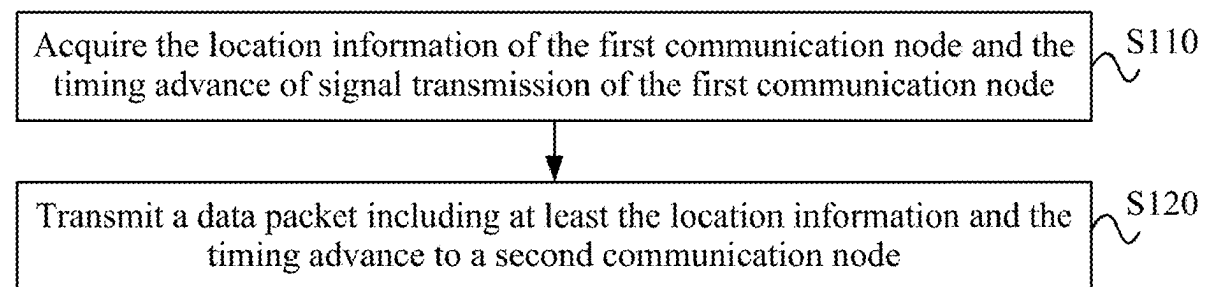 Acquire the location information of the first communication node and the
timing advance of signal transmission of the first communication node
S110
Transmit a data packet including at least the location information and the
timing advance to a second communication node
S120